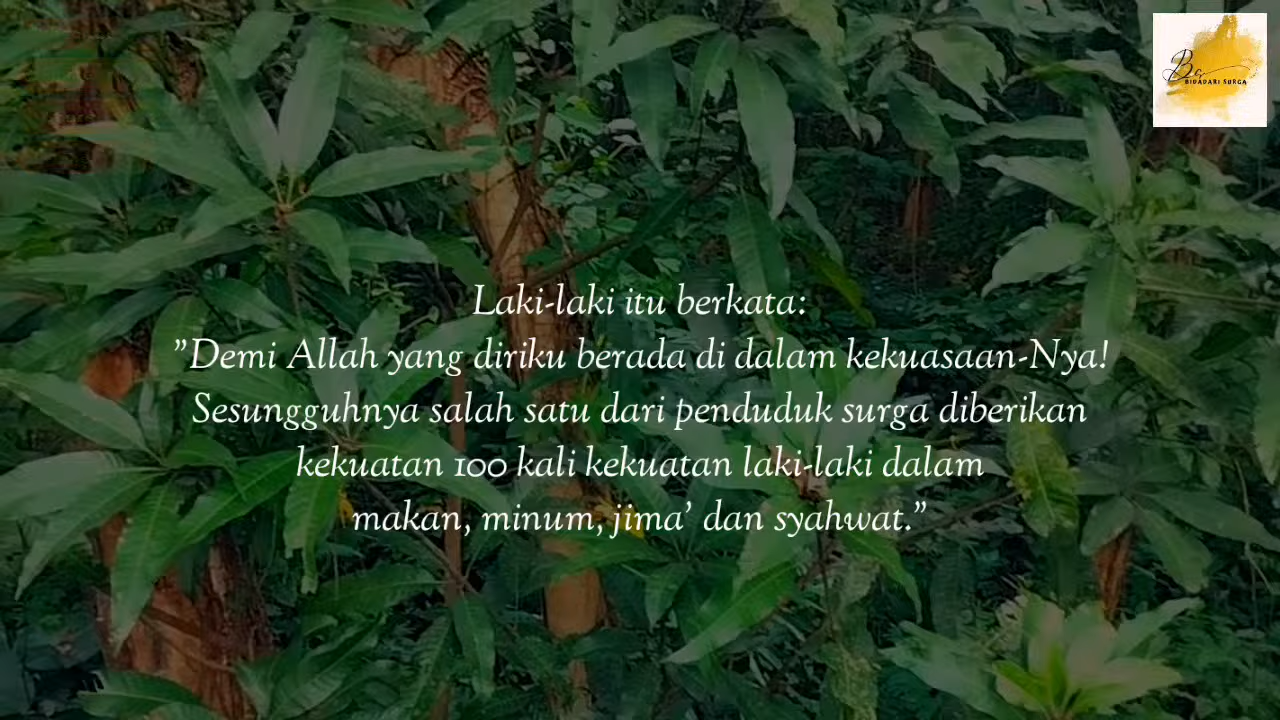 Bs
BIDADARI SURGA
Laki-laki itu berkata:
”Demi Allah yang diriku berada di dalam kekuasaan-Nya!
Sesungguhnya salah satu dari penduduk surga diberikan
kekuatan 100 kali kekuatan laki-laki dalam
makan, minum, jima’ dan syahwat.”